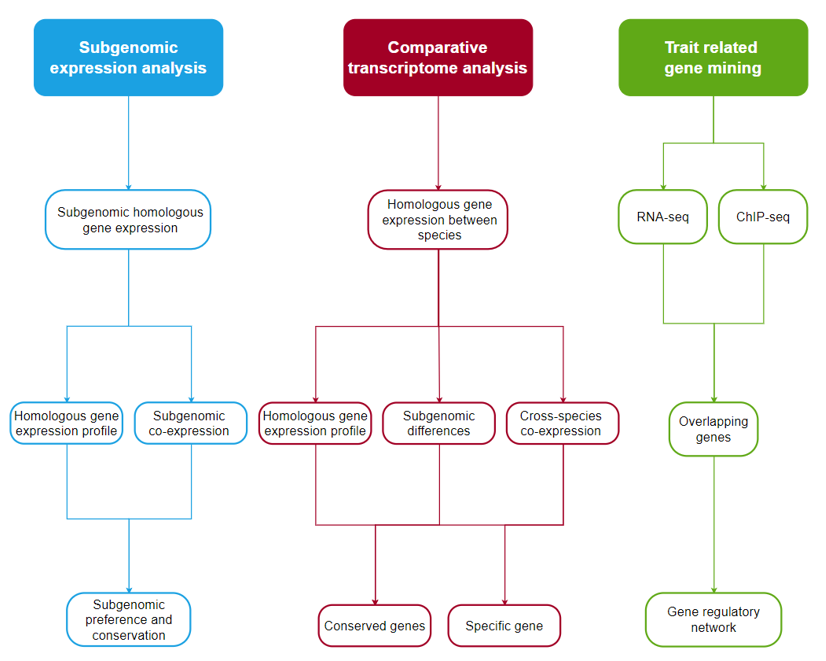 Subgenomic
expression analysis
Comparative
transcriptome analysis
Trait related
gene mining
Subgenomic homologous
gene expression
Homologous gene
expression between
species
RNA-seq
ChIP-seq
Homologous gene
expression profile
Subgenomic
co-expression
Homologous gene
expression profile
Subgenomic
differences
Cross-species
co-expression
Overlapping
genes
Subgenomic
preference and
conservation
Conserved genes
Specific gene
Gene regulatory
network